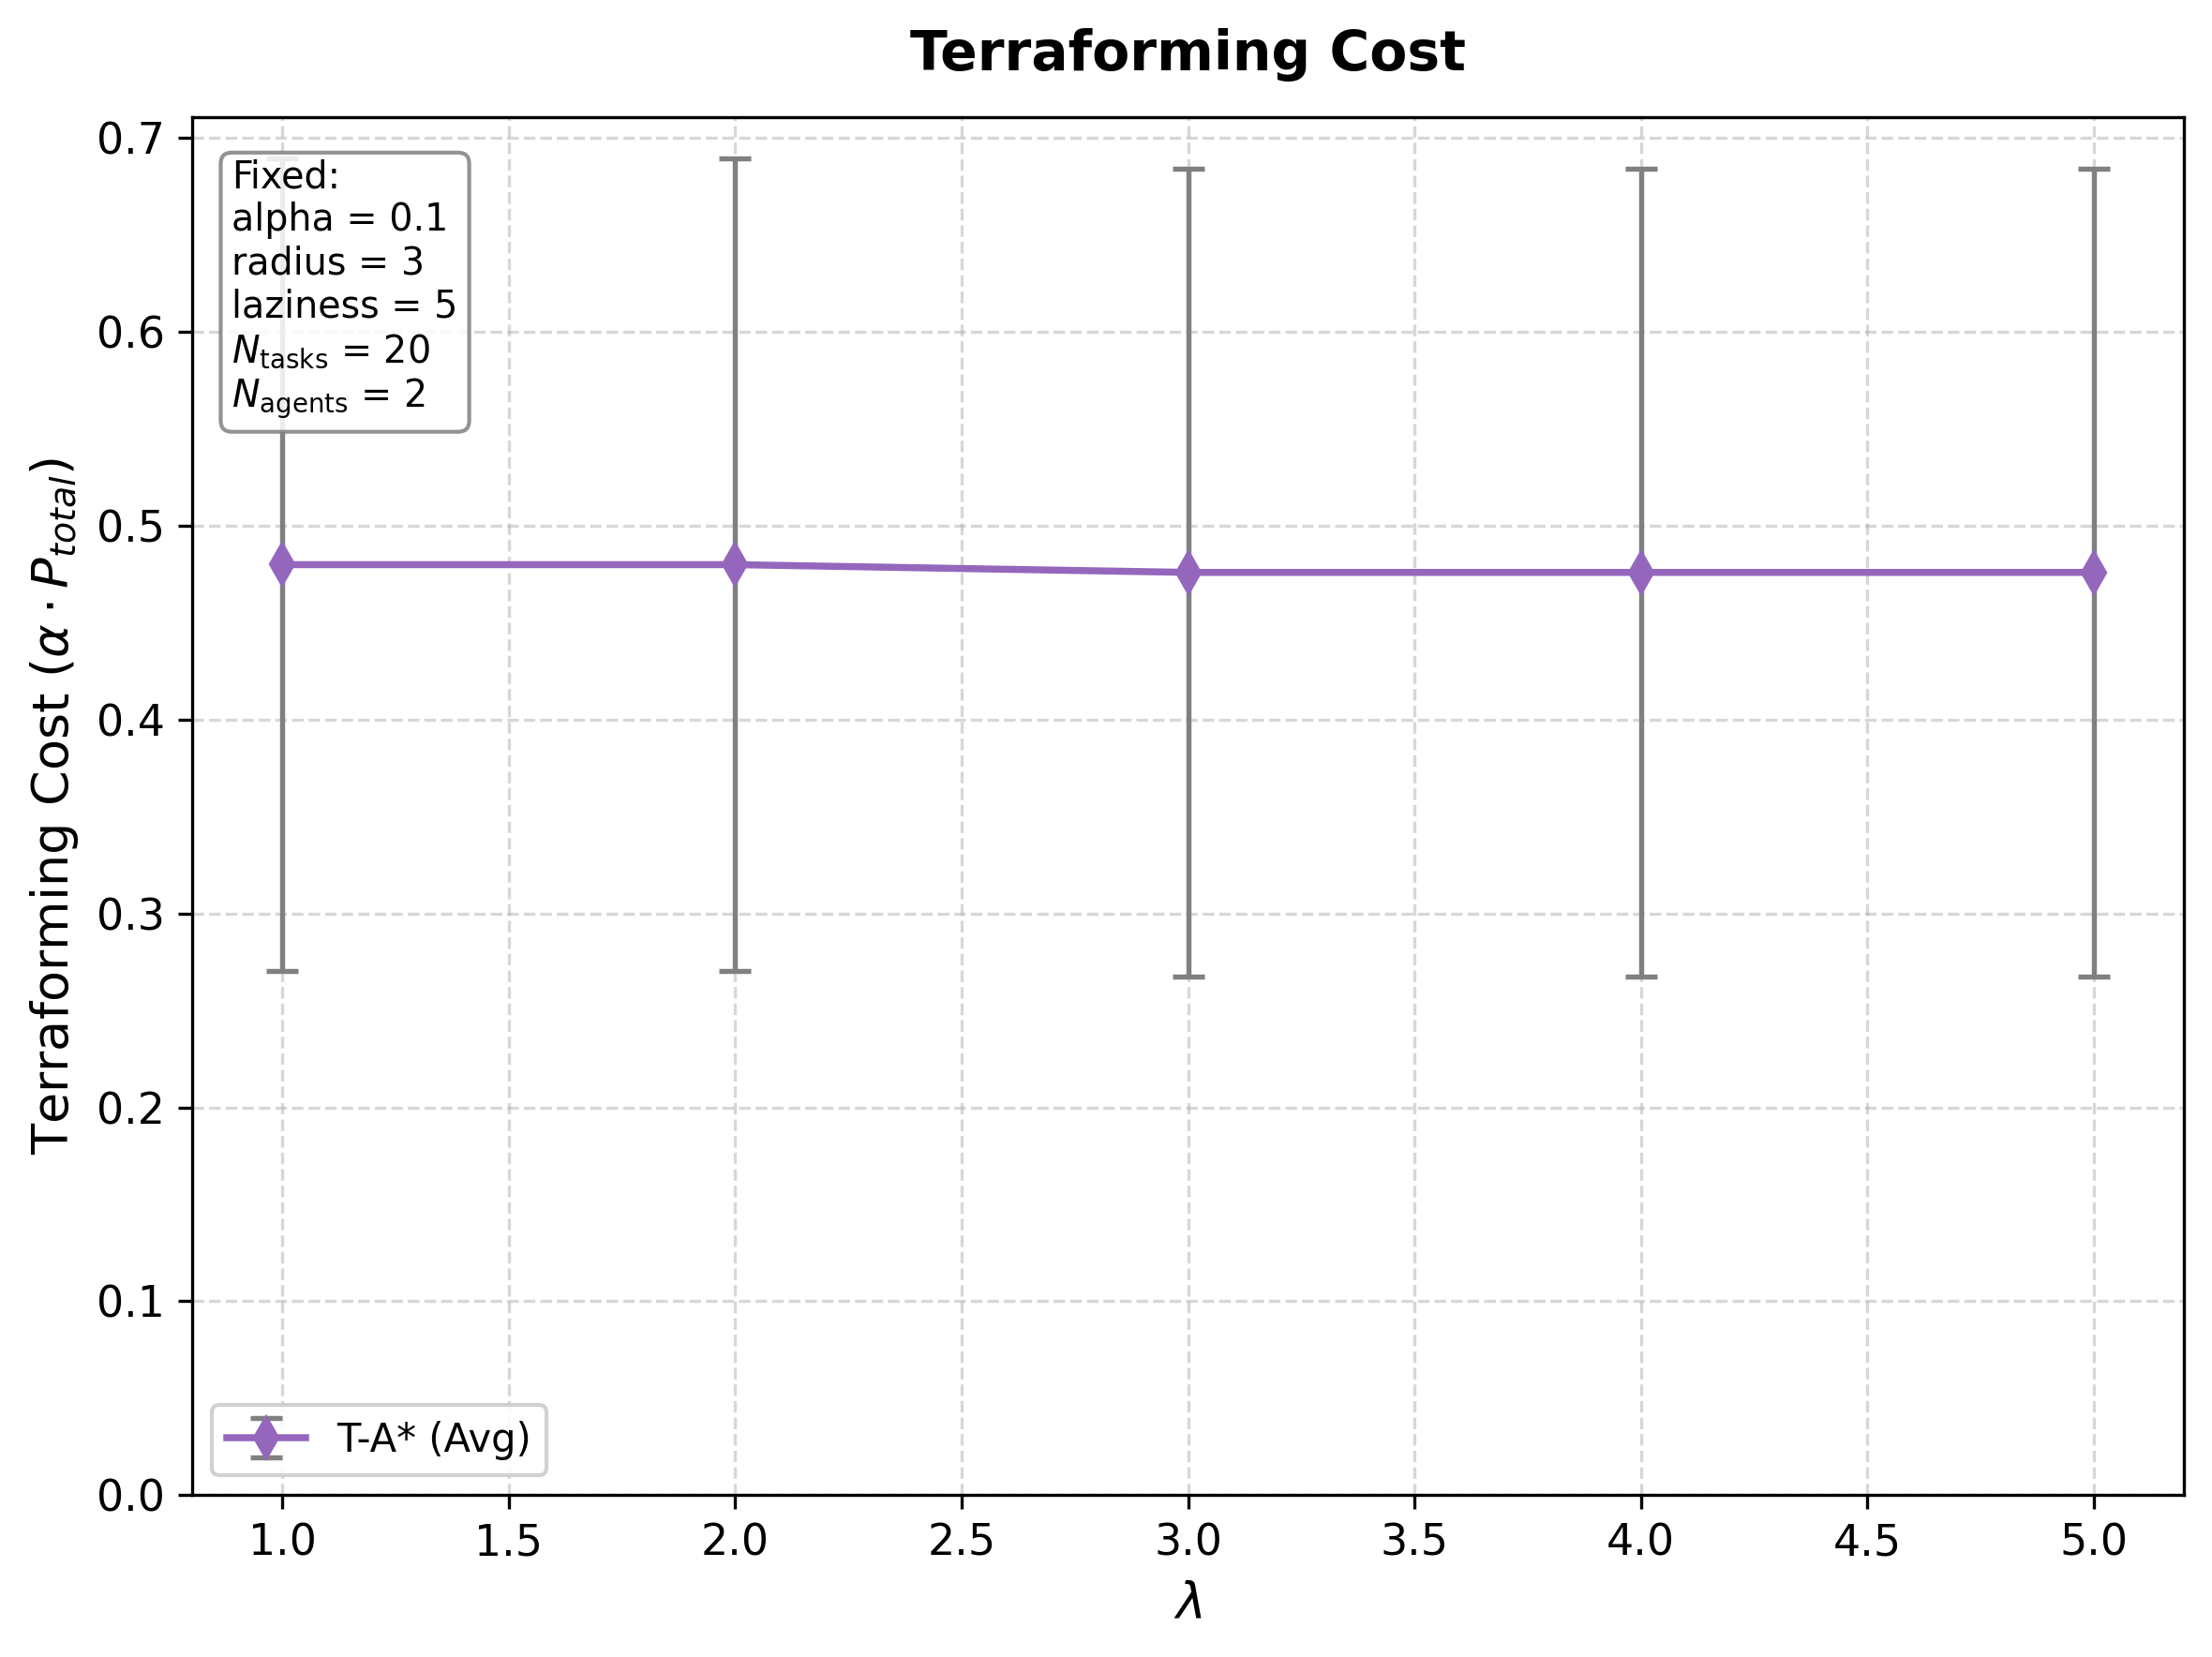 Terraforming Cost
Terraforming Cost (α · P_total)
0.7
0.6
0.5
0.4
0.3
0.2
0.1
0.0
Fixed:
alpha = 0.1
radius = 3
laziness = 5
N_tasks = 20
N_agents = 2
T-A* (Avg)
1.0 1.5 2.0 2.5 3.0 3.5 4.0 4.5 5.0
λ